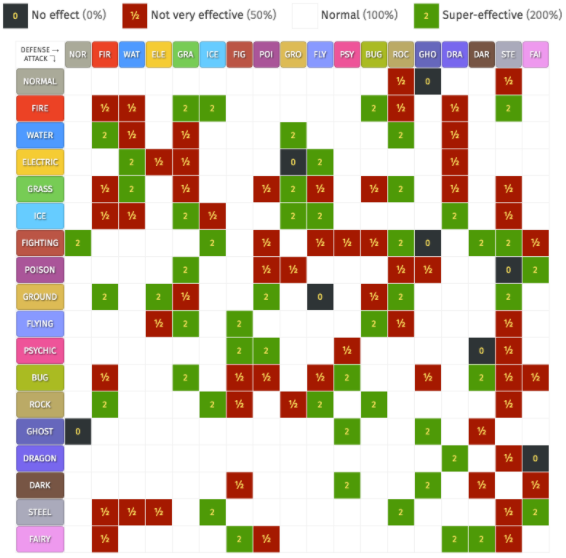 0 No effect (0%) ½ Not very effective (50%) Normal (100%) 2 Super-effective (200%)
DEFENSE → NOR FIR WAT ELE GRA ICE FIG POI GRO FLY PSY BUG ROC GHO DRA DAR STE FAI
ATTACK ⤵
NORMAL ½ 0 ½
FIRE ½ ½ 2 2 2 ½ ½ 2
WATER 2 ½ ½ 2 2 ½
ELECTRIC 2 ½ ½ 0 2 ½
GRASS ½ 2 ½ ½ 2 ½ ½ 2 ½ ½
ICE ½ ½ 2 ½ 2 2 2 ½
FIGHTING 2 2 ½ ½ ½ ½ 2 0 2 2 ½
POISON 2 ½ ½ ½ ½ 0 2
GROUND 2 2 ½ 2 0 ½ 2 2
FLYING ½ 2 2 2 ½ ½
PSYCHIC 2 2 ½ 0 ½
BUG ½ 2 ½ ½ ½ 2 ½ 2 ½ ½
ROCK 2 2 ½ ½ 2 2 ½
GHOST 0 2 2 ½
DRAGON 2 ½ 0
DARK ½ 2 2 ½ ½
STEEL ½ ½ ½ 2 2 ½ 2
FAIRY ½ 2 ½ 2 2 ½